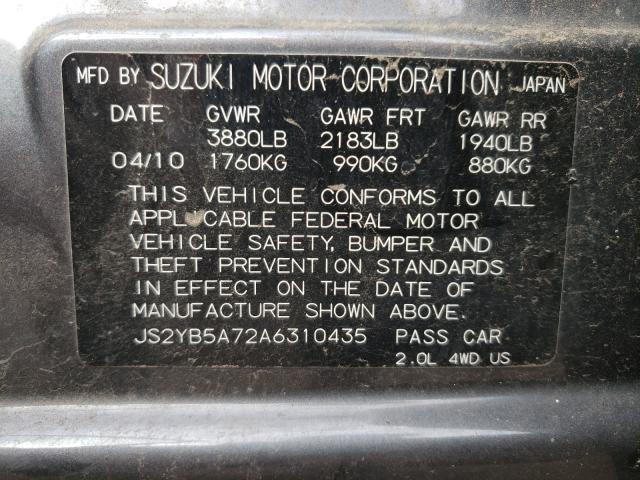 MFD BY SUZUKI MOTOR CORPORATION JAPAN
DATE GVWR GAWR FRT GAWR RR
3880LB 2183LB 1940LB
04/10 1760KG 990KG 880KG
THIS VEHICLE CONFORMS TO ALL
APPLICABLE FEDERAL MOTOR
VEHICLE SAFETY, BUMPER AND
THEFT PREVENTION STANDARDS
IN EFFECT ON THE DATE OF
MANUFACTURE SHOWN ABOVE.
JS2YB5A72A6310435 PASS CAR
2.0L 4WD US